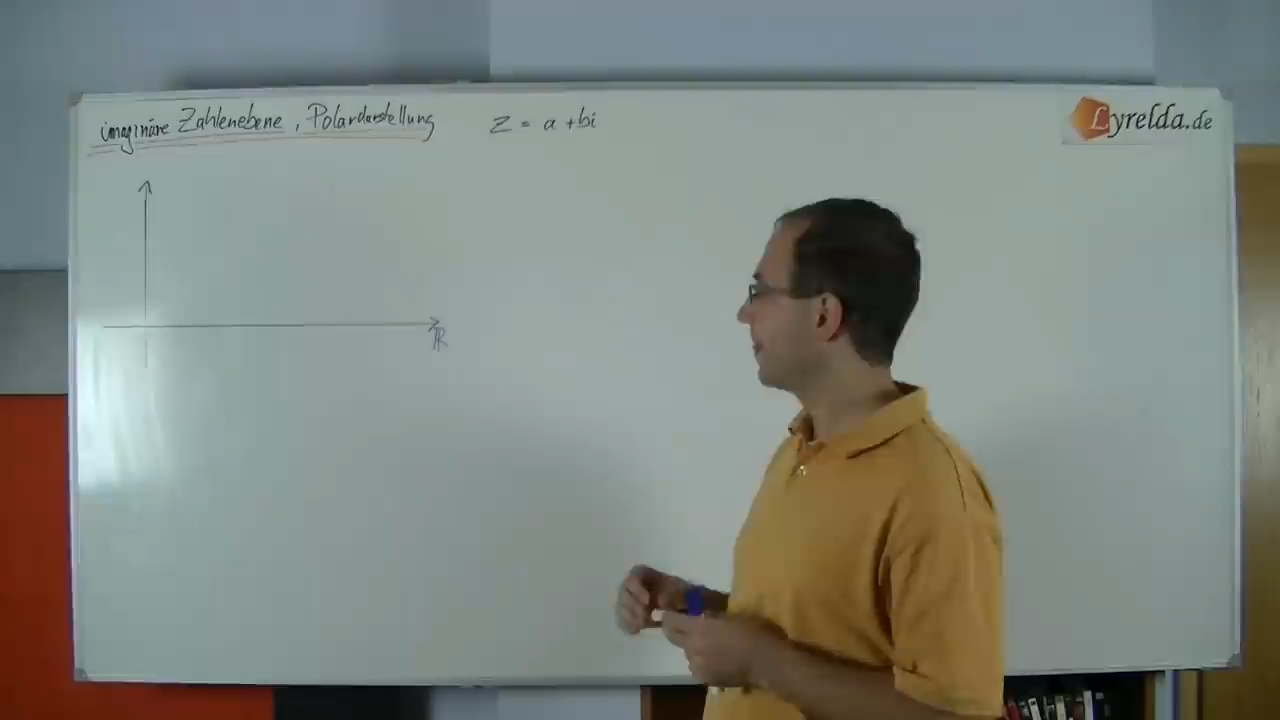 imaginäre Zahlenebene, Polardarstellung z = a + bi
Lyrelda.de
ℝ